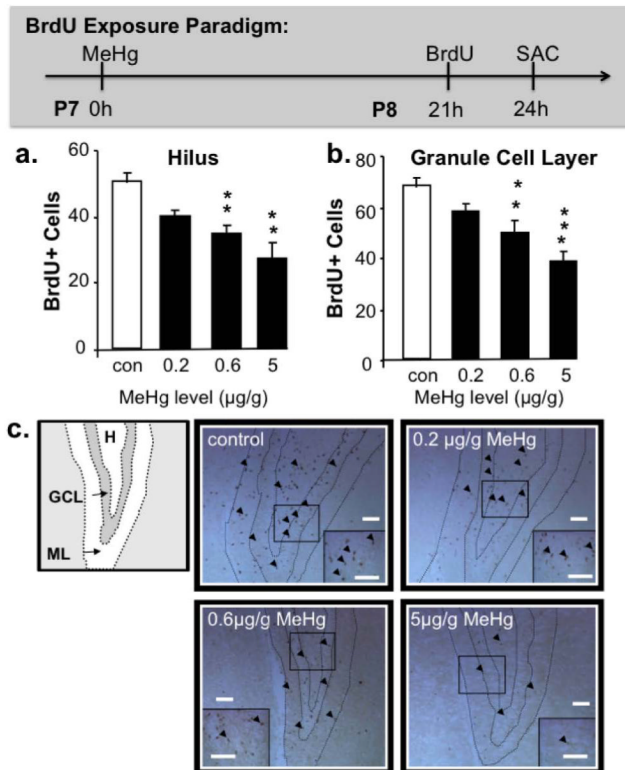 BrdU Exposure Paradigm:
MeHg BrdU SAC
P7 0h P8 21h 24h
a. Hilus
60
40
20
0
BrdU+ Cells
** **
con 0.2 0.6 5
MeHg level (µg/g)
b. Granule Cell Layer
80
60
40
20
0
BrdU+ Cells
** ***
con 0.2 0.6 5
MeHg level (µg/g)
c.
H
GCL
ML
control
0.2 µg/g MeHg
0.6µg/g MeHg
5µg/g MeHg